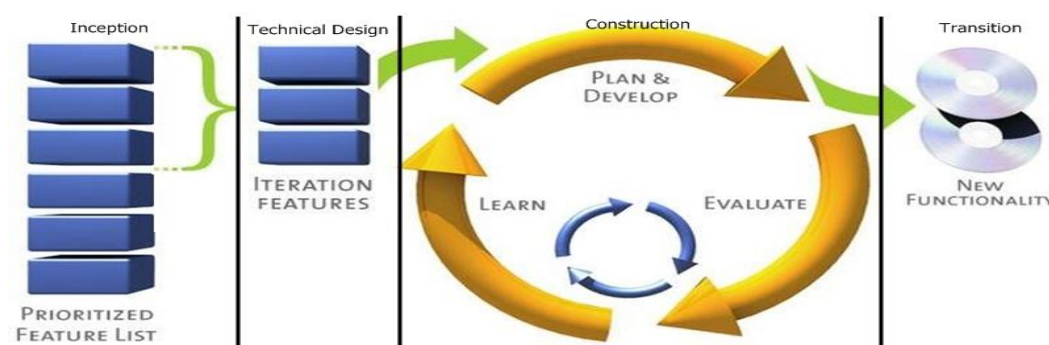 Inception
Technical Design
Construction
Transition
PRIORITIZED
FEATURE LIST
ITERATION
FEATURES
PLAN &
DEVELOP
LEARN
EVALUATE
NEW
FUNCTIONALITY